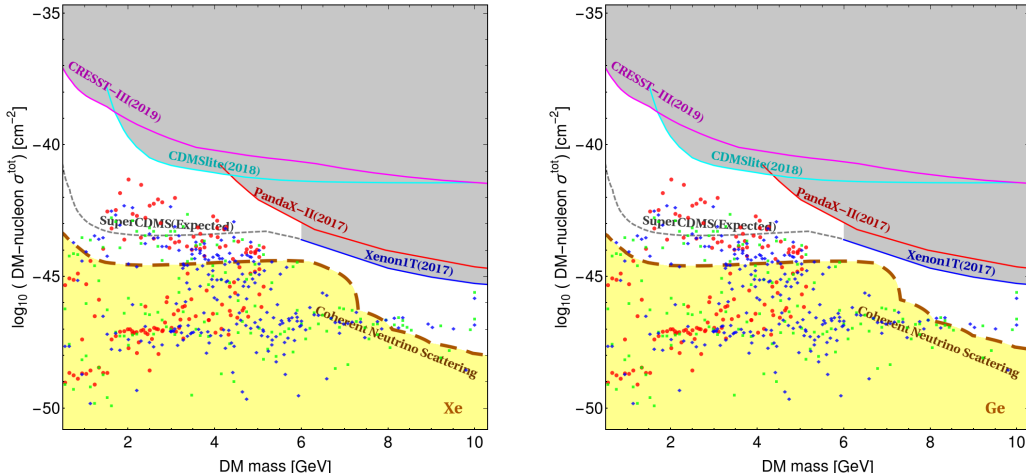 −35
−40
−45
−50
log10 ( DM−nucleon σ^tot) [cm−2]
CRESST−III(2019)
CDMSlite(2018)
PandaX−II(2017)
SuperCDMS(Expected)
Xenon1T(2017)
Coherent Neutrino Scattering
Xe
2 4 6 8 10
DM mass [GeV]
−35
−40
−45
−50
log10 ( DM−nucleon σ^tot) [cm−2]
CRESST−III(2019)
CDMSlite(2018)
PandaX−II(2017)
SuperCDMS(Expected)
Xenon1T(2017)
Coherent Neutrino Scattering
Ge
2 4 6 8 10
DM mass [GeV]